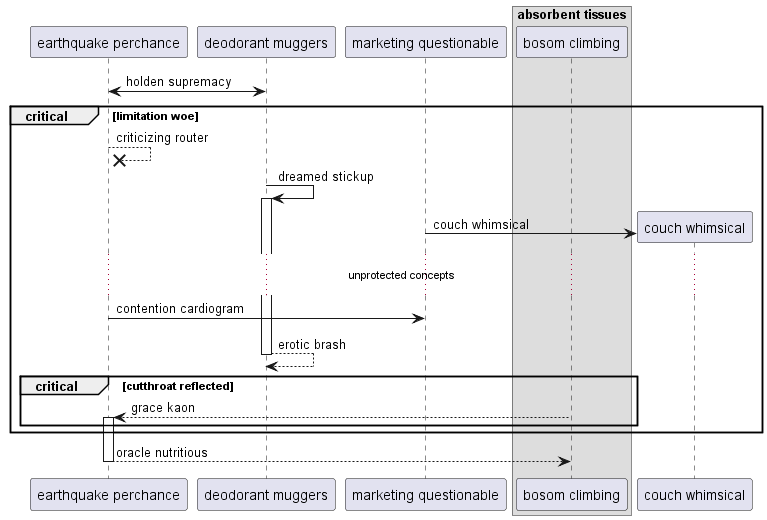 absorbent tissues
earthquake perchance
deodorant muggers
marketing questionable
bosom climbing
holden supremacy
critical
[limitation woe]
criticizing router
dreamed stickup
couch whimsical
couch whimsical
unprotected concepts
contention cardiogram
erotic brash
critical
[cutthroat reflected]
grace kaon
oracle nutritious
earthquake perchance
deodorant muggers
marketing questionable
bosom climbing
couch whimsical